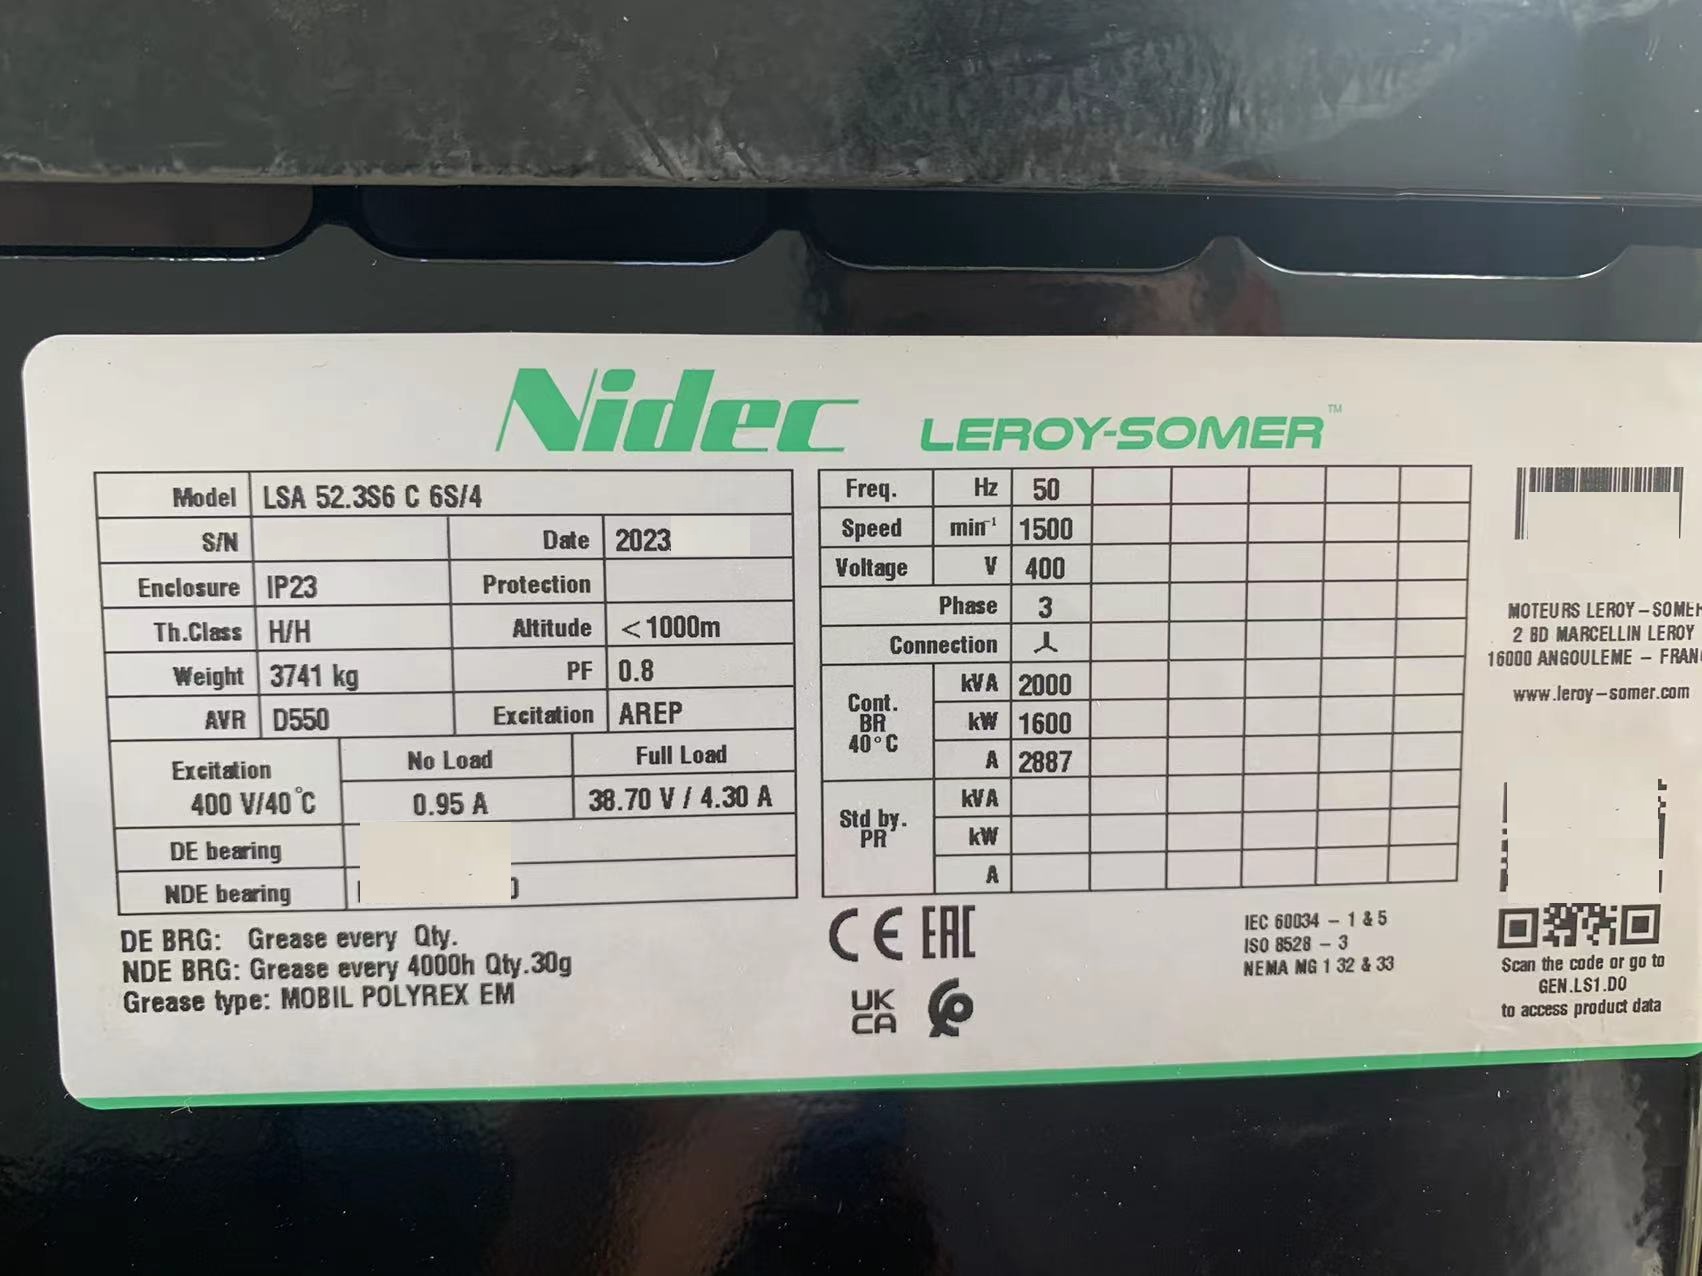 Nidec LEROY-SOMER™
Model LSA 52.3S6 C 6S/4
S/N Date 2023
Enclosure IP23 Protection
Th.Class H/H Altitude <1000m
Weight 3741 kg PF 0.8
AVR D550 Excitation AREP
Excitation 400 V/40°C No Load Full Load
0.95 A 38.70 V / 4.30 A
DE bearing
NDE bearing
DE BRG: Grease every Qty.
NDE BRG: Grease every 4000h Qty.30g
Grease type: MOBIL POLYREX EM
Freq. Hz 50
Speed min⁻¹ 1500
Voltage V 400
Phase 3
Connection
Cont. BR 40°C kVA 2000
kW 1600
A 2887
Std by. PR kVA
kW
A
CE EAC
UK
CA
IEC 60034 – 1 & 5
ISO 8528 – 3
NEMA MG 1 32 & 33
MOTEURS LEROY–SOMER
2 BD MARCELLIN LEROY
16000 ANGOULEME – FRAN
www.leroy–somer.com
Scan the code or go to
GEN.LS1.DO
to access product data